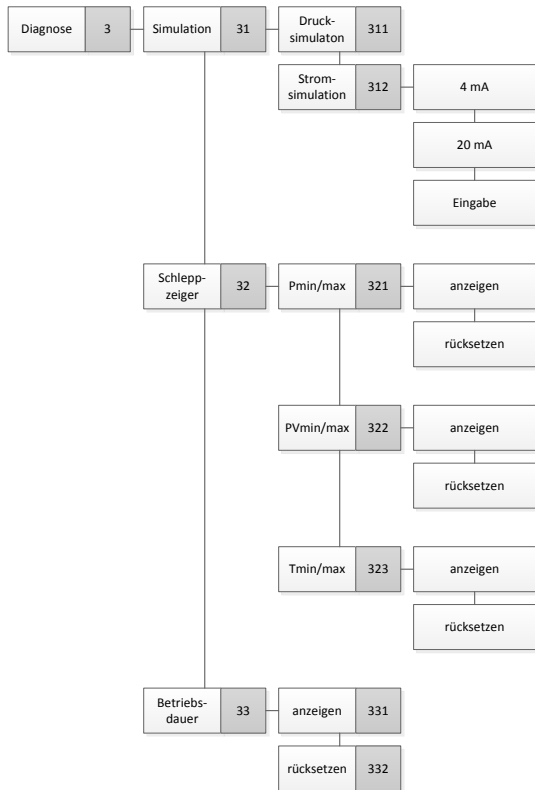 Diagnose 3
Simulation 31
Druck-
simulaton 311
Strom-
simulation 312
4 mA
20 mA
Eingabe
Schlepp-
zeiger 32
Pmin/max 321
anzeigen
rücksetzen
PVmin/max 322
anzeigen
rücksetzen
Tmin/max 323
anzeigen
rücksetzen
Betriebs-
dauer 33
anzeigen 331
rücksetzen 332